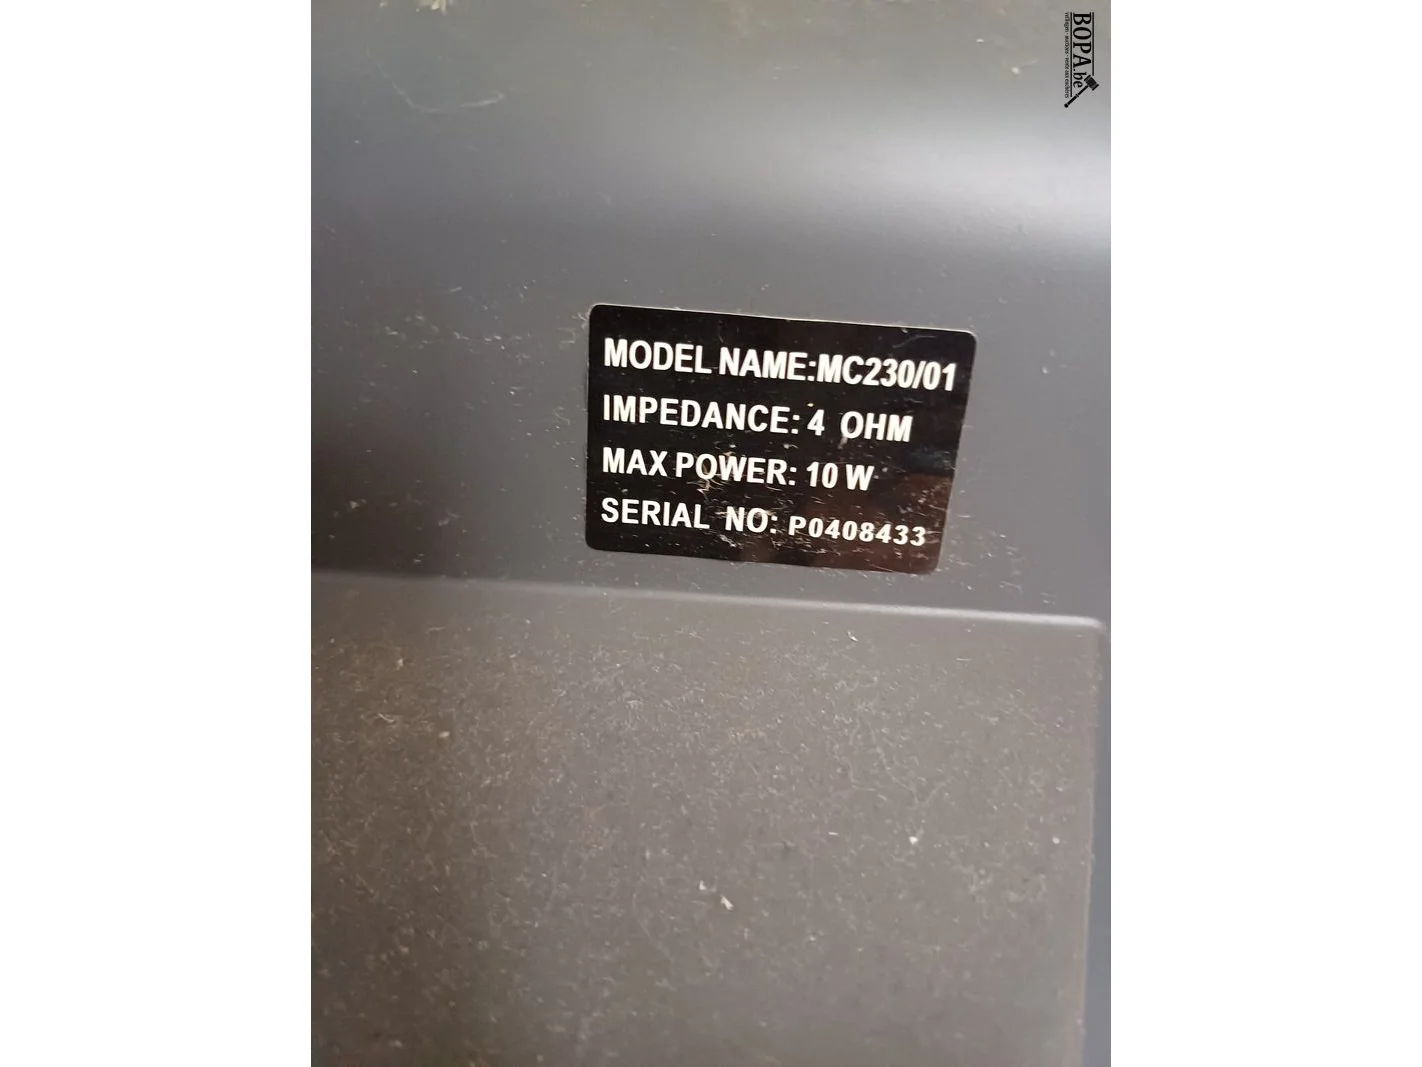 BOPA.be
MODEL NAME:MC230/01
IMPEDANCE: 4 OHM
MAX POWER: 10 W
SERIAL NO: P0408433